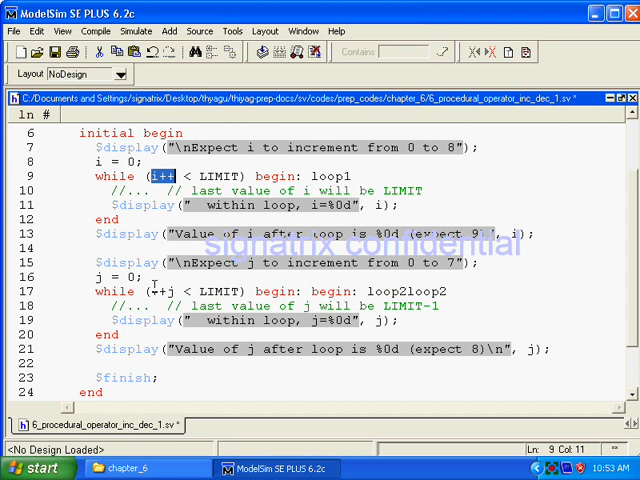 ModelSim SE PLUS 6.2c
File Edit View Compile Simulate Add Source Tools Layout Window Help
Contains
Layout NoDesign
C:/Documents and Settings/signatrix/Desktop/thyagu/thiyag-prep-docs/sv/codes/prep_codes/chapter_6/6_procedural_operator_inc_dec_1.sv *
ln #
6 initial begin
7 $display("\nExpect i to increment from 0 to 8");
8 i = 0;
9 while (i++ < LIMIT) begin: loop1
10 //... // last value of i will be LIMIT
11 $display(" within loop, i=%0d", i);
12 end
13 $display("Value of i after loop is %0d (expect 9)\", i);
signatrix confidential
14
15 $display("\nExpect j to increment from 0 to 7");
16 j = 0;
17 while (++j < LIMIT) begin: begin: loop2loop2
18 //... // last value of j will be LIMIT-1
19 $display(" within loop, j=%0d", j);
20 end
21 $display("Value of j after loop is %0d (expect 8)\n", j);
22
23 $finish;
24 end
6_procedural_operator_inc_dec_1.sv *
<No Design Loaded> Ln: 9 Col: 11
start chapter_6 ModelSim SE PLUS 6.2c 10:53 AM